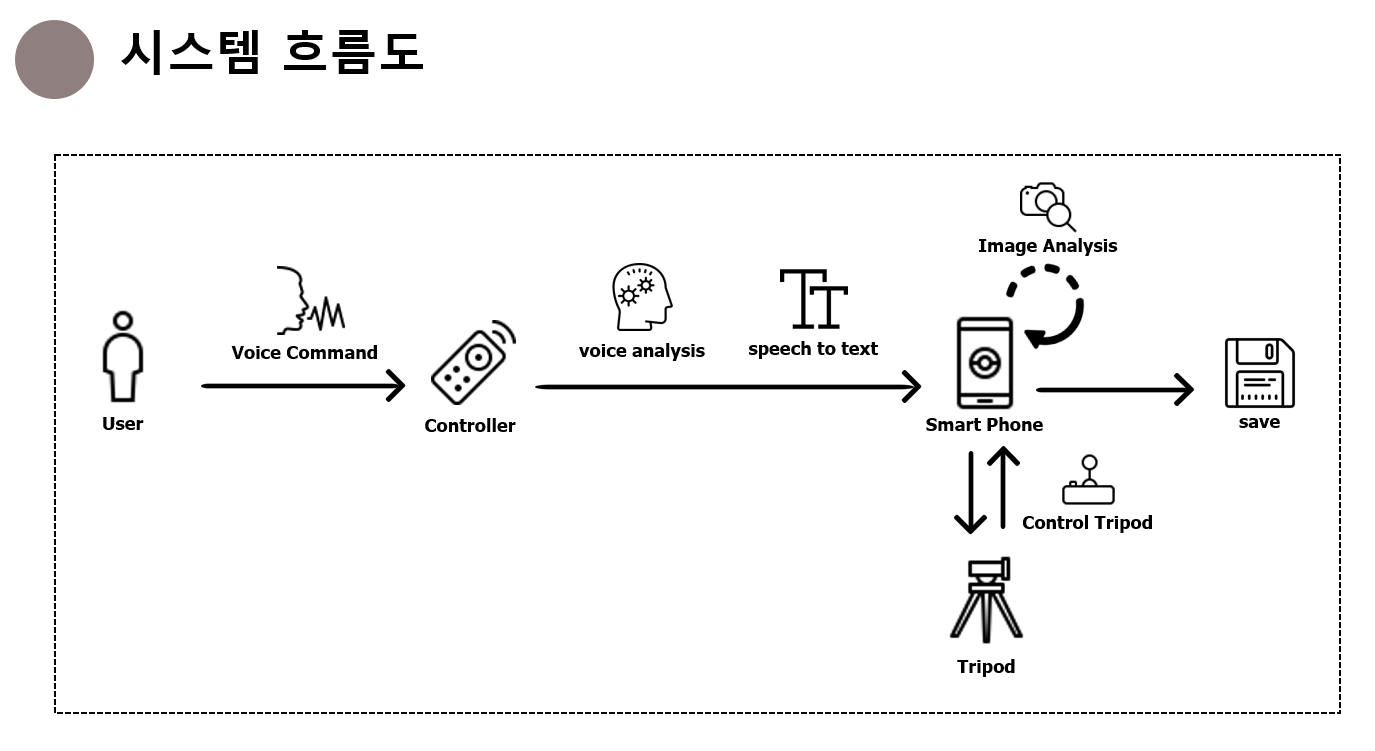 시스템 흐름도
Image Analysis
Voice Command
voice analysis
speech to text
User
Controller
Smart Phone
save
Control Tripod
Tripod